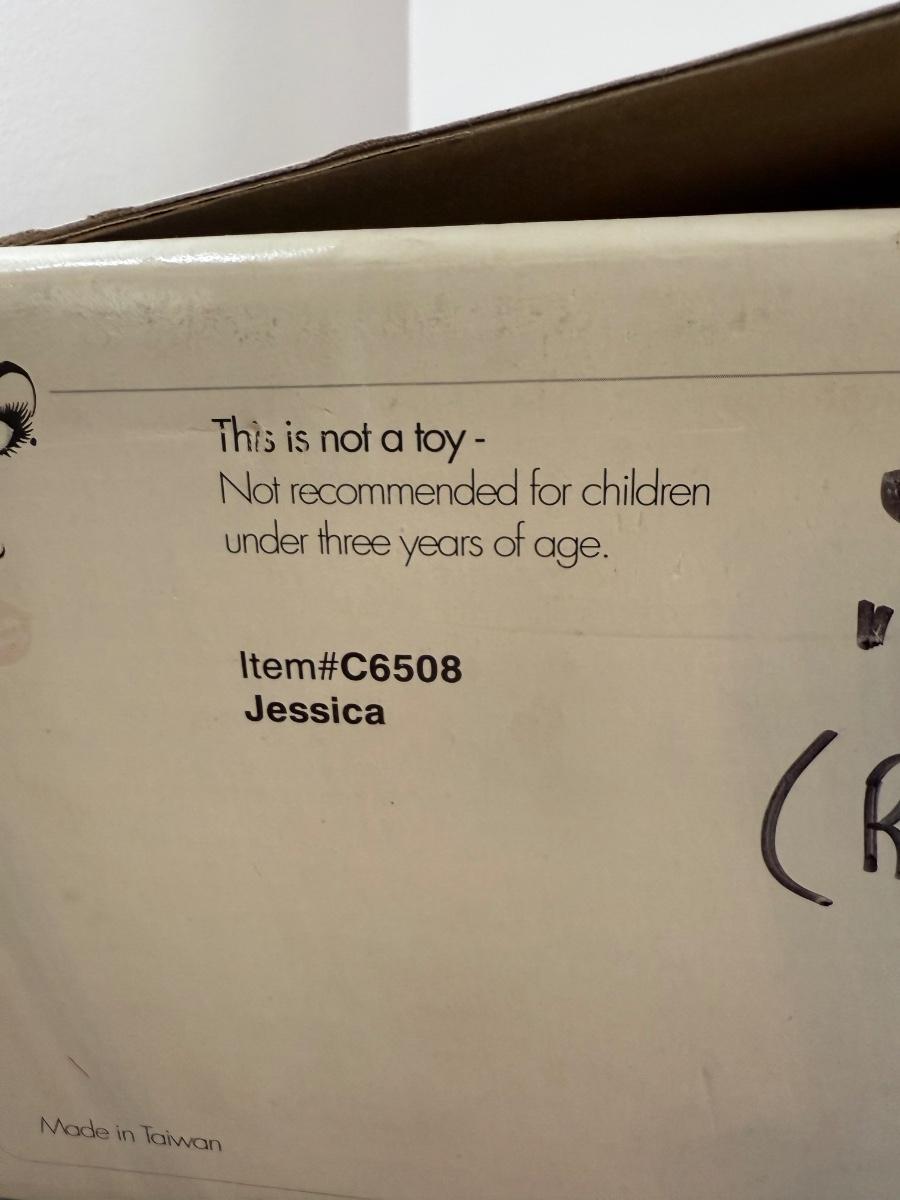 This is not a toy -
Not recommended for children
under three years of age.
Item#C6508
Jessica
(R
Made in Taiwan